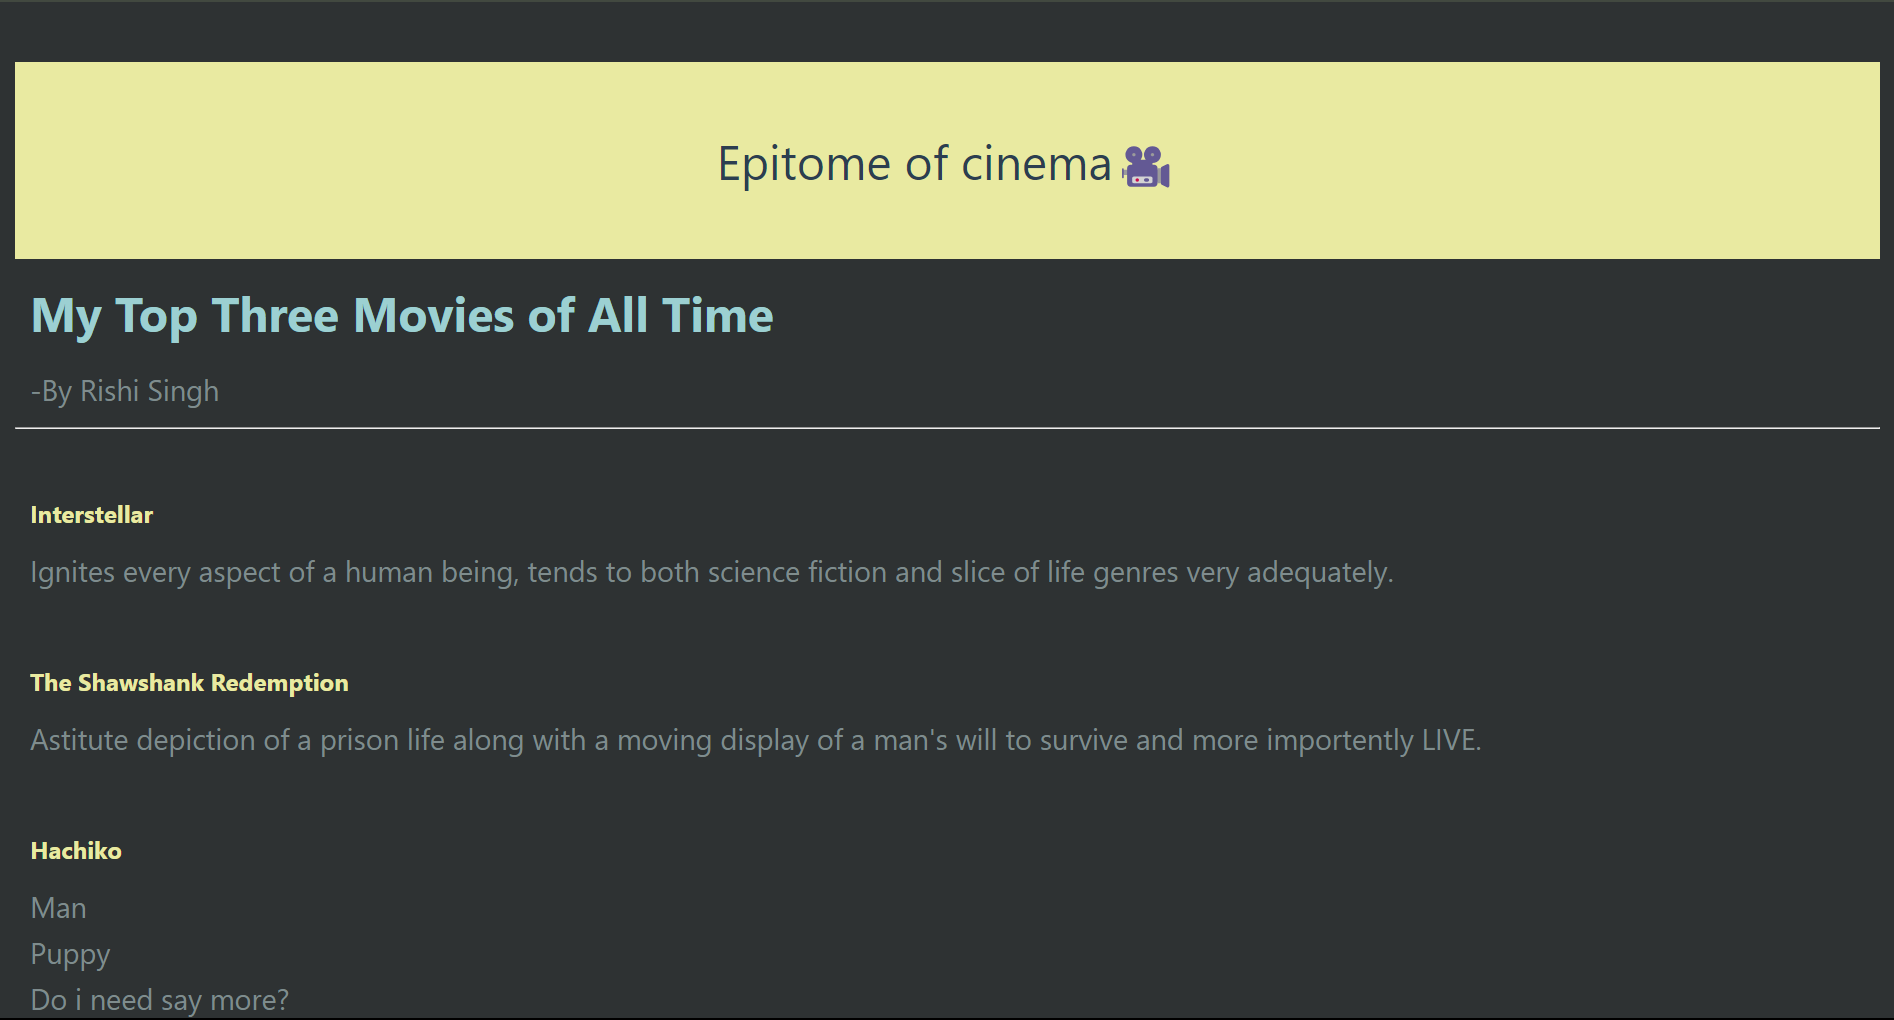 Epitome of cinema🎥
My Top Three Movies of All Time
-By Rishi Singh
Interstellar
Ignites every aspect of a human being, tends to both science fiction and slice of life genres very adequately.
The Shawshank Redemption
Astitute depiction of a prison life along with a moving display of a man's will to survive and more importently LIVE.
Hachiko
Man
Puppy
Do i need say more?